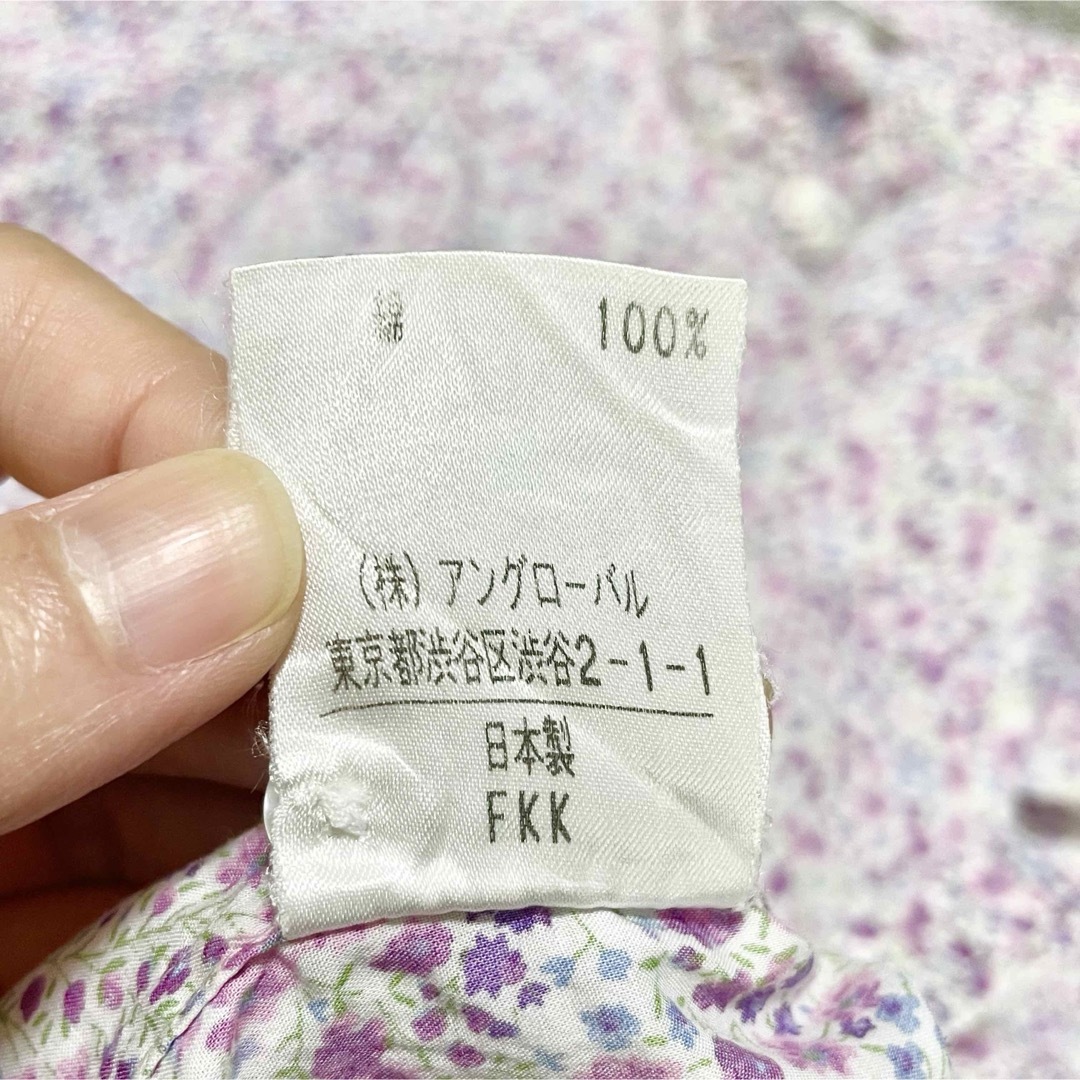 綿 100%
(株)アングローバル
東京都渋谷区渋谷2-1-1
日本製
FKK